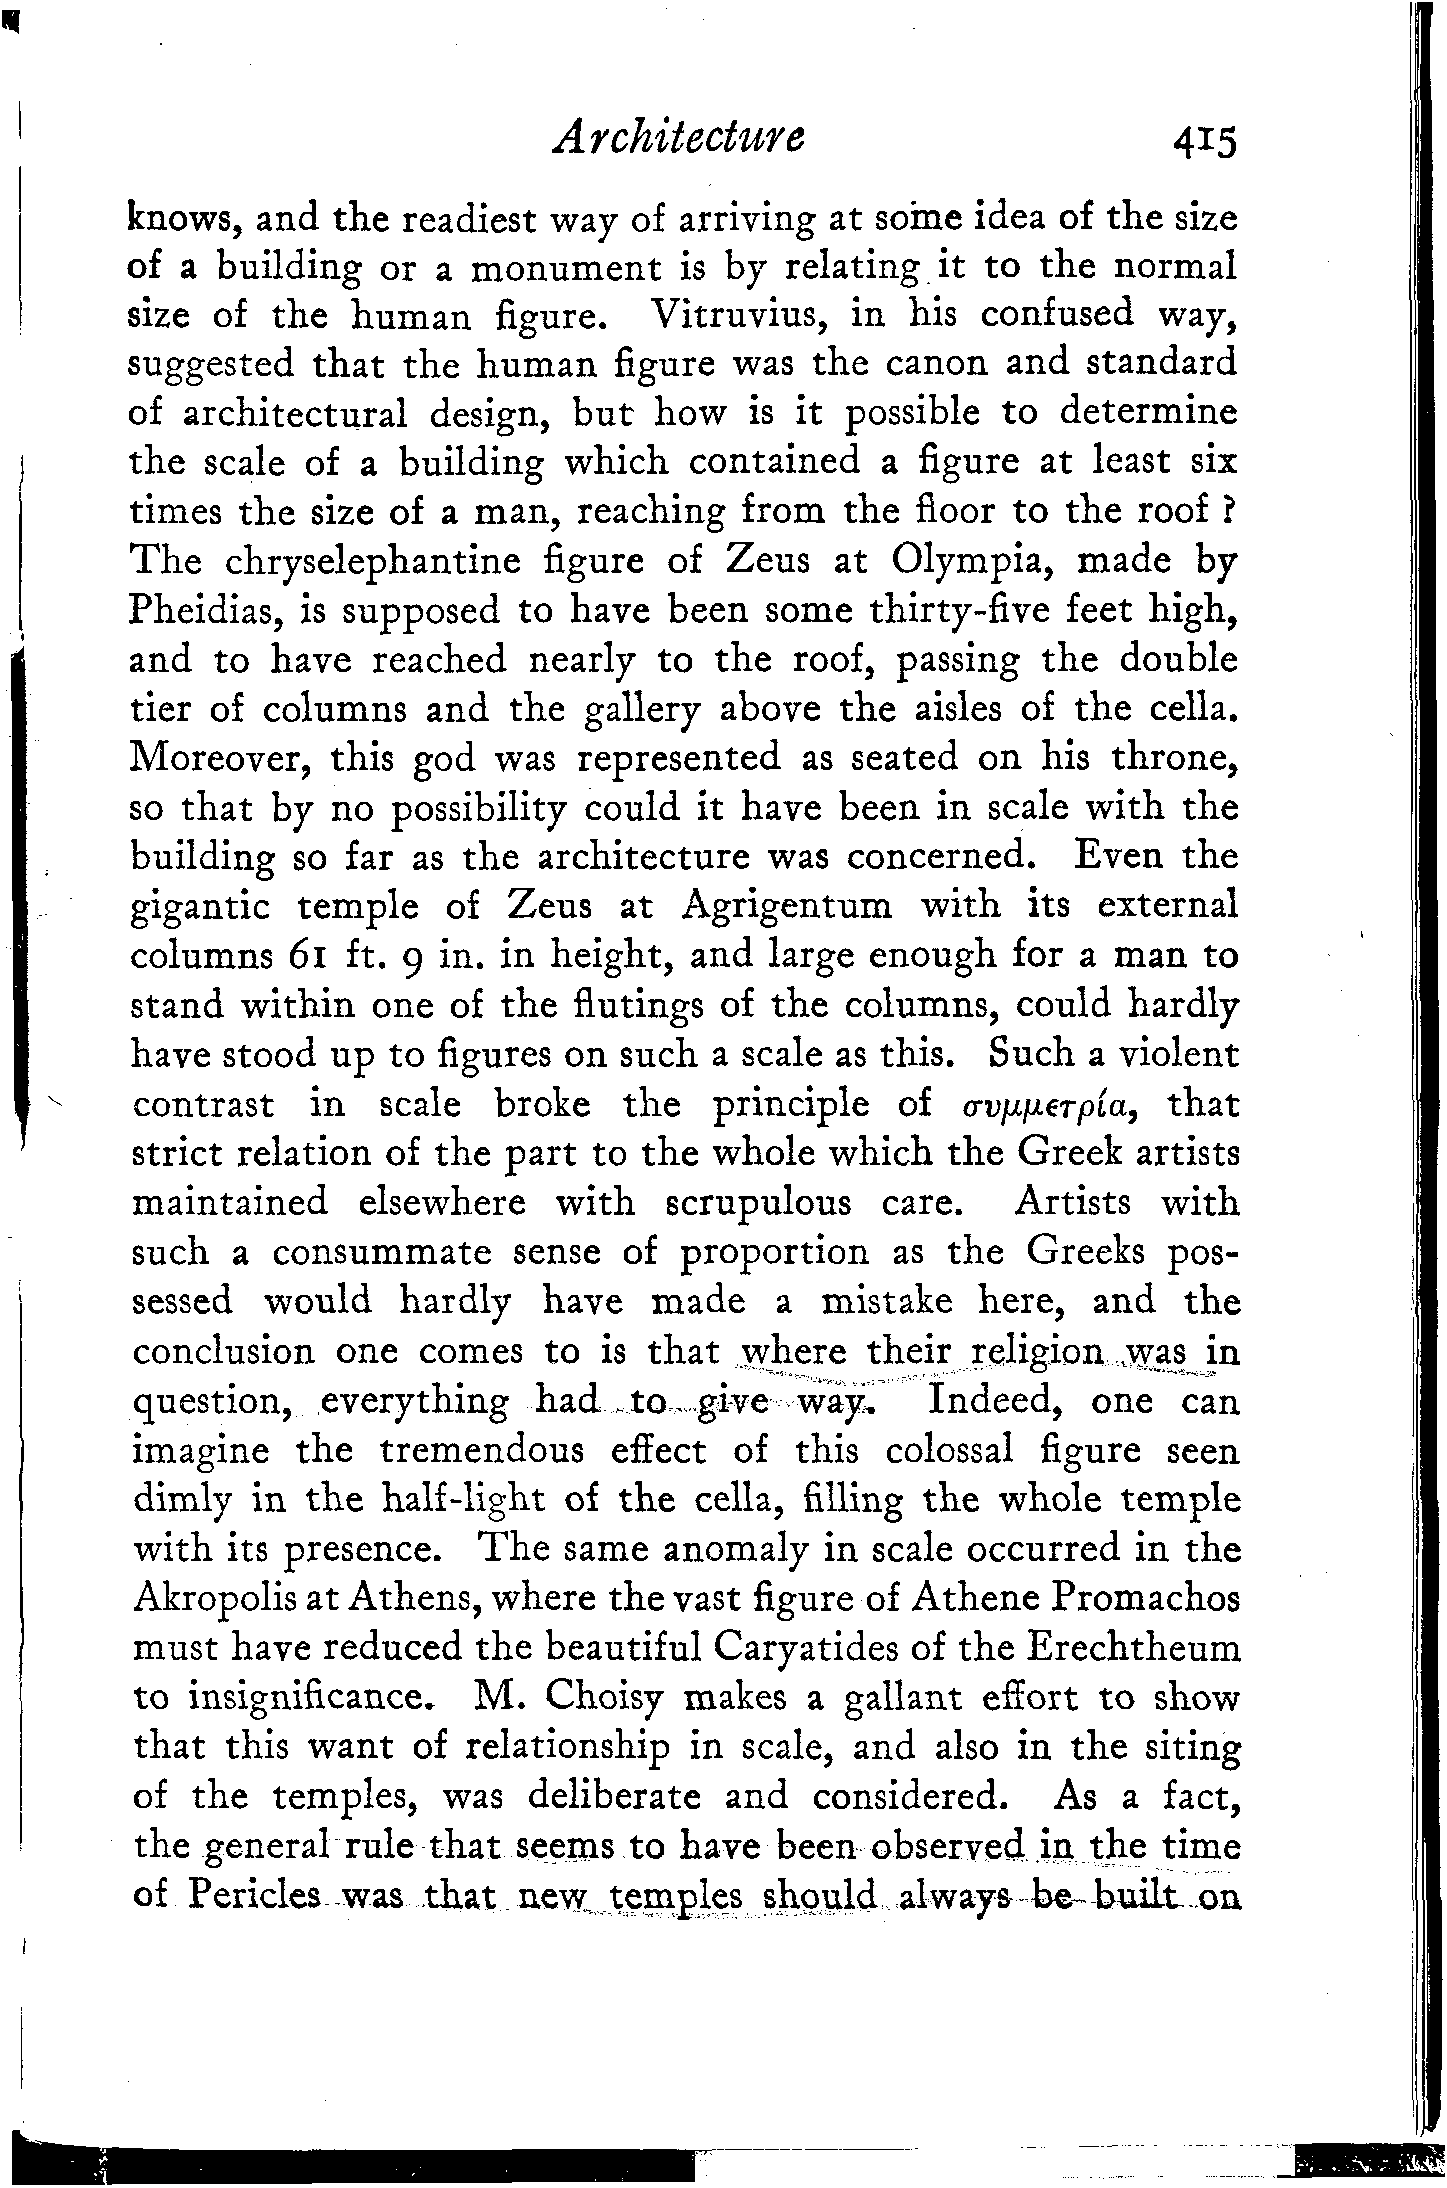 Architecture 415
knows, and the readiest way of arriving at some idea of the size
of a building or a monument is by relating it to the normal
size of the human figure. Vitruvius, in his confused way,
suggested that the human figure was the canon and standard
of architectural design, but how is it possible to determine
the scale of a building which contained a figure at least six
times the size of a man, reaching from the floor to the roof ?
The chryselephantine figure of Zeus at Olympia, made by
Pheidias, is supposed to have been some thirty-five feet high,
and to have reached nearly to the roof, passing the double
tier of columns and the gallery above the aisles of the cella.
Moreover, this god was represented as seated on his throne,
so that by no possibility could it have been in scale with the
building so far as the architecture was concerned. Even the
gigantic temple of Zeus at Agrigentum with its external
columns 61 ft. 9 in. in height, and large enough for a man to
stand within one of the flutings of the columns, could hardly
have stood up to figures on such a scale as this. Such a violent
contrast in scale broke the principle of συμμετρία, that
strict relation of the part to the whole which the Greek artists
maintained elsewhere with scrupulous care. Artists with
such a consummate sense of proportion as the Greeks pos-
sessed would hardly have made a mistake here, and the
conclusion one comes to is that where their religion was in
question, everything had to give way. Indeed, one can
imagine the tremendous effect of this colossal figure seen
dimly in the half-light of the cella, filling the whole temple
with its presence. The same anomaly in scale occurred in the
Akropolis at Athens, where the vast figure of Athene Promachos
must have reduced the beautiful Caryatides of the Erechtheum
to insignificance. M. Choisy makes a gallant effort to show
that this want of relationship in scale, and also in the siting
of the temples, was deliberate and considered. As a fact,
the general rule that seems to have been observed in the time
of Pericles was that new temples should always be built on